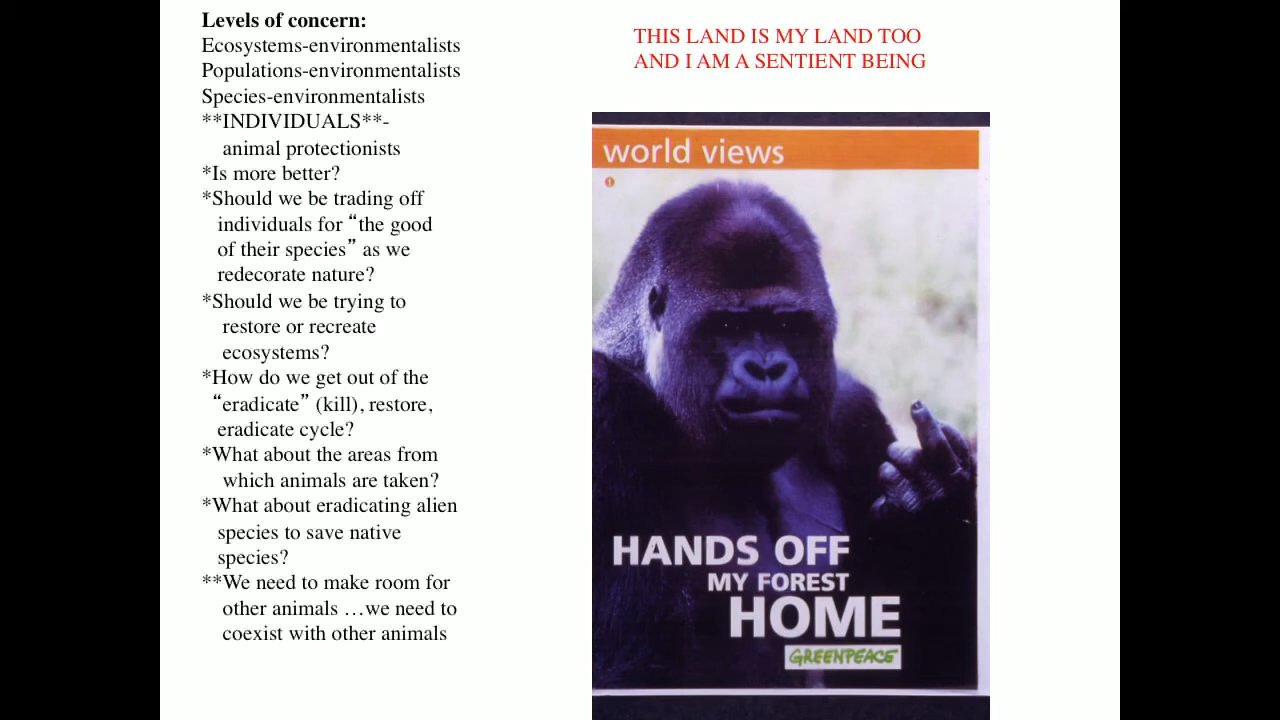 Levels of concern:
Ecosystems-environmentalists
Populations-environmentalists
Species-environmentalists
**INDIVIDUALS**-
animal protectionists
*Is more better?
*Should we be trading off
individuals for “the good
of their species” as we
redecorate nature?
*Should we be trying to
restore or recreate
ecosystems?
*How do we get out of the
“eradicate” (kill), restore,
eradicate cycle?
*What about the areas from
which animals are taken?
*What about eradicating alien
species to save native
species?
**We need to make room for
other animals …we need to
coexist with other animals
THIS LAND IS MY LAND TOO
AND I AM A SENTIENT BEING
world views
HANDS OFF
MY FOREST
HOME
GREENPEACE